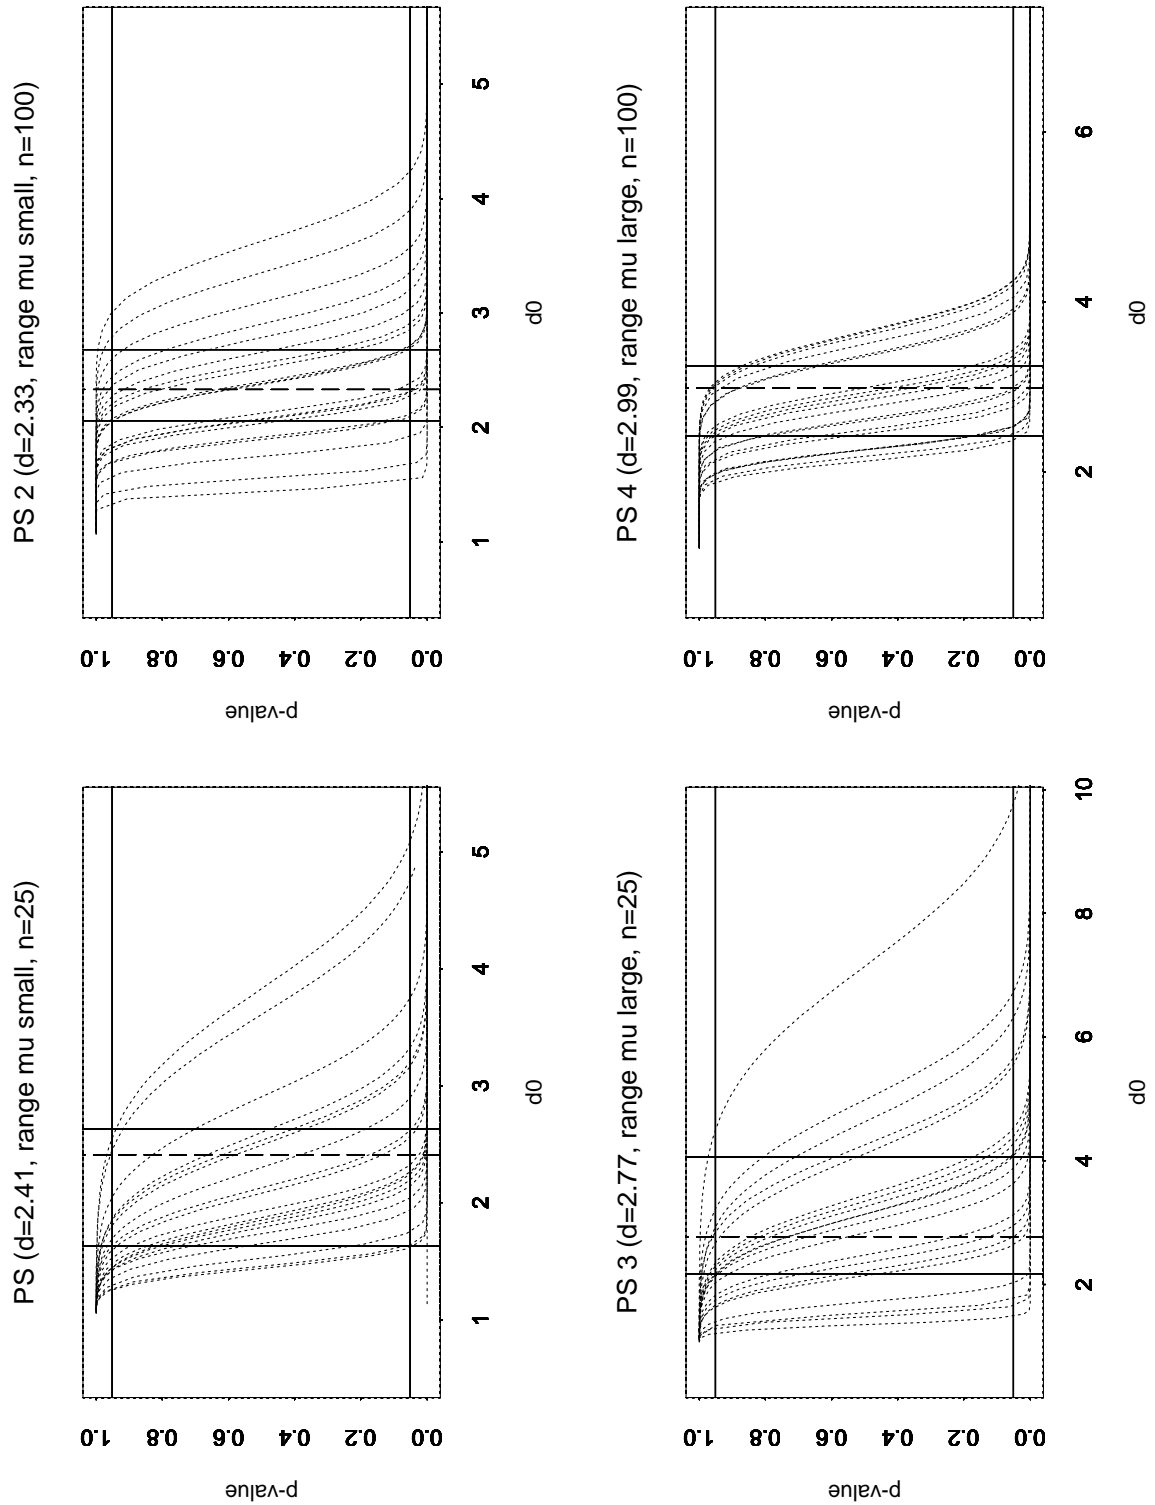 PS (d=2.41, range mu small, n=25)
p-value
0.0 0.2 0.4 0.6 0.8 1.0
1 2 3 4 5
d0
PS 2 (d=2.33, range mu small, n=100)
p-value
0.0 0.2 0.4 0.6 0.8 1.0
1 2 3 4 5
d0
PS 3 (d=2.77, range mu large, n=25)
p-value
0.0 0.2 0.4 0.6 0.8 1.0
2 4 6 8 10
d0
PS 4 (d=2.99, range mu large, n=100)
p-value
0.0 0.2 0.4 0.6 0.8 1.0
2 4 6
d0